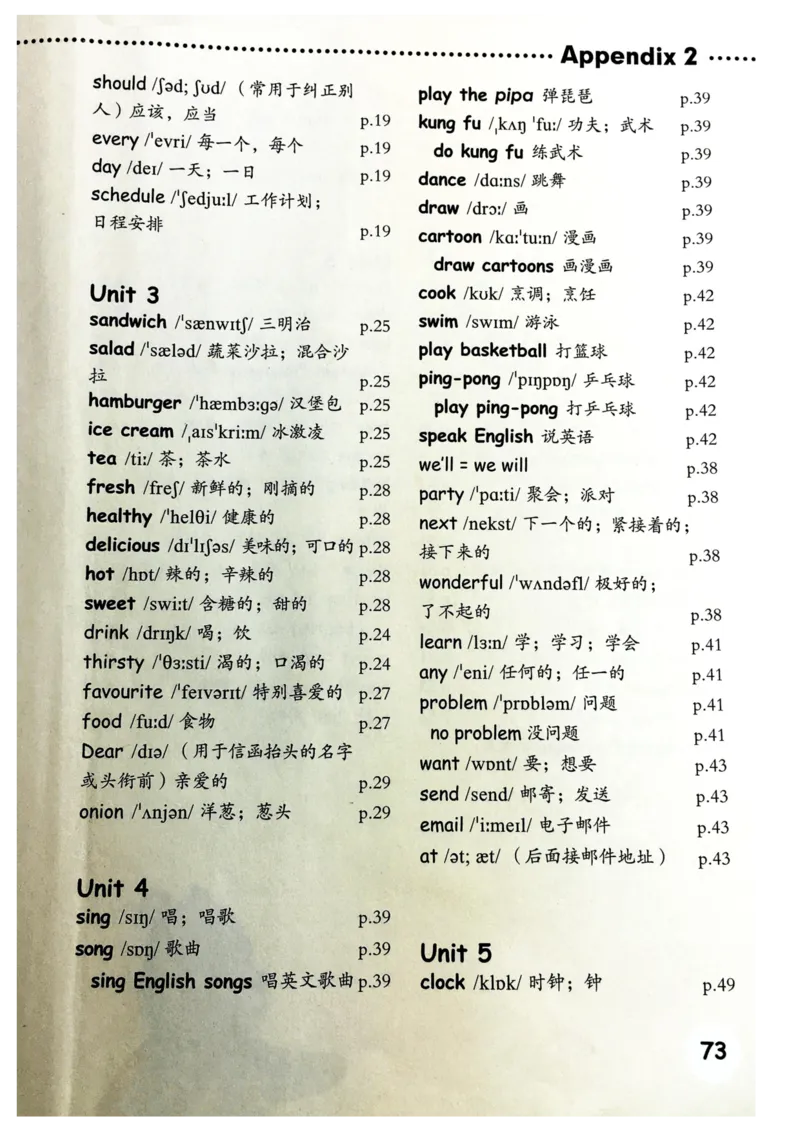 Appendix 2
should /ʃəd; ʃʊd/ （常用于纠正别
人）应该，应当 p.19
every /ˈevri/ 每一个，每个 p.19
day /deɪ/ 一天；一日 p.19
schedule /ˈʃedjuːl/ 工作计划；
日程安排 p.19
Unit 3
sandwich /ˈsænwɪtʃ/ 三明治 p.25
salad /ˈsæləd/ 蔬菜沙拉；混合沙
拉 p.25
hamburger /ˈhæmbɜːgə/ 汉堡包 p.25
ice cream /ˌaɪsˈkriːm/ 冰激凌 p.25
tea /tiː/ 茶；茶水 p.25
fresh /freʃ/ 新鲜的；刚摘的 p.28
healthy /ˈhelθi/ 健康的 p.28
delicious /dɪˈlɪʃəs/ 美味的；可口的 p.28
hot /hɒt/ 辣的；辛辣的 p.28
sweet /swiːt/ 含糖的；甜的 p.28
drink /drɪŋk/ 喝；饮 p.24
thirsty /ˈθɜːsti/ 渴的；口渴的 p.24
favourite /ˈfeɪvərɪt/ 特别喜爱的 p.27
food /fuːd/ 食物 p.27
Dear /dɪə/ （用于信函抬头的名字
或头衔前）亲爱的 p.29
onion /ˈʌnjən/ 洋葱；葱头 p.29
Unit 4
sing /sɪŋ/ 唱；唱歌 p.39
song /sɒŋ/ 歌曲 p.39
sing English songs 唱英文歌曲 p.39
play the pipa 弹琵琶 p.39
kung fu /ˌkʌŋ ˈfuː/ 功夫；武术 p.39
do kung fu 练武术 p.39
dance /dɑːns/ 跳舞 p.39
draw /drɔː/ 画 p.39
cartoon /kɑːˈtuːn/ 漫画 p.39
draw cartoons 画漫画 p.39
cook /kʊk/ 烹调；烹饪 p.42
swim /swɪm/ 游泳 p.42
play basketball 打篮球 p.42
ping-pong /ˈpɪŋpɒŋ/ 乒乓球 p.42
play ping-pong 打乒乓球 p.42
speak English 说英语 p.42
we'll = we will p.38
party /ˈpɑːti/ 聚会；派对 p.38
next /nekst/ 下一个的；紧接着的；
接下来的 p.38
wonderful /ˈwʌndəfl/ 极好的；
了不起的 p.38
learn /lɜːn/ 学；学习；学会 p.41
any /ˈeni/ 任何的；任一的 p.41
problem /ˈprɒbləm/ 问题 p.41
no problem 没问题 p.41
want /wɒnt/ 要；想要 p.43
send /send/ 邮寄；发送 p.43
email /ˈiːmeɪl/ 电子邮件 p.43
at /ət; æt/ （后面接邮件地址） p.43
Unit 5
clock /klɒk/ 时钟；钟 p.49
73